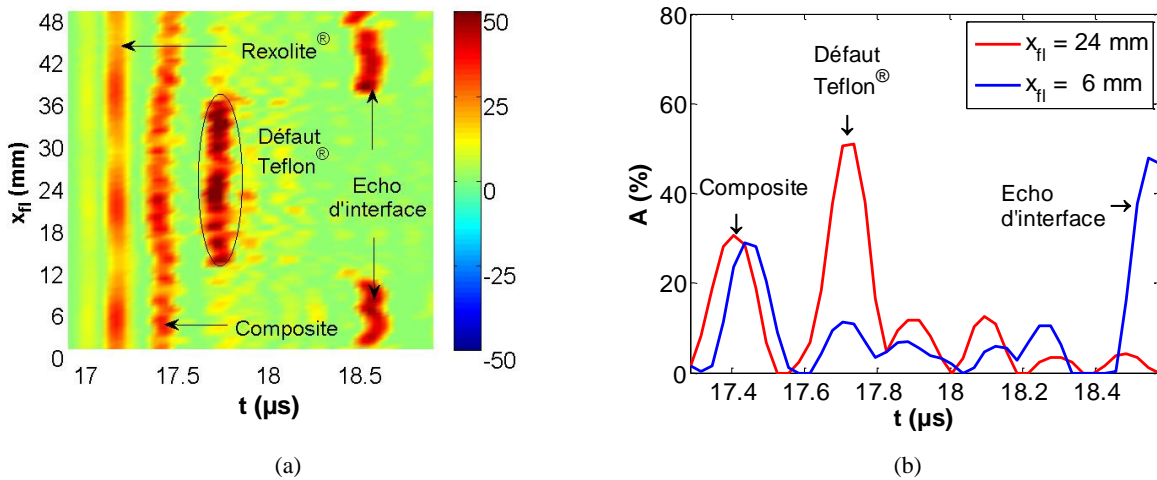 48
42
36
30
24
18
12
6
0
x_fl (mm)
17
17.5
18
18.5
t (µs)
Rexolite®
Défaut
Teflon®
Echo
d'interface
Composite
50
25
0
-25
-50
(a)
80
60
40
20
0
A (%)
17.4
17.6
17.8
18
18.2
18.4
t (µs)
Défaut
Teflon®
Composite
Echo
d'interface
x_fl = 24 mm
x_fl = 6 mm
(b)